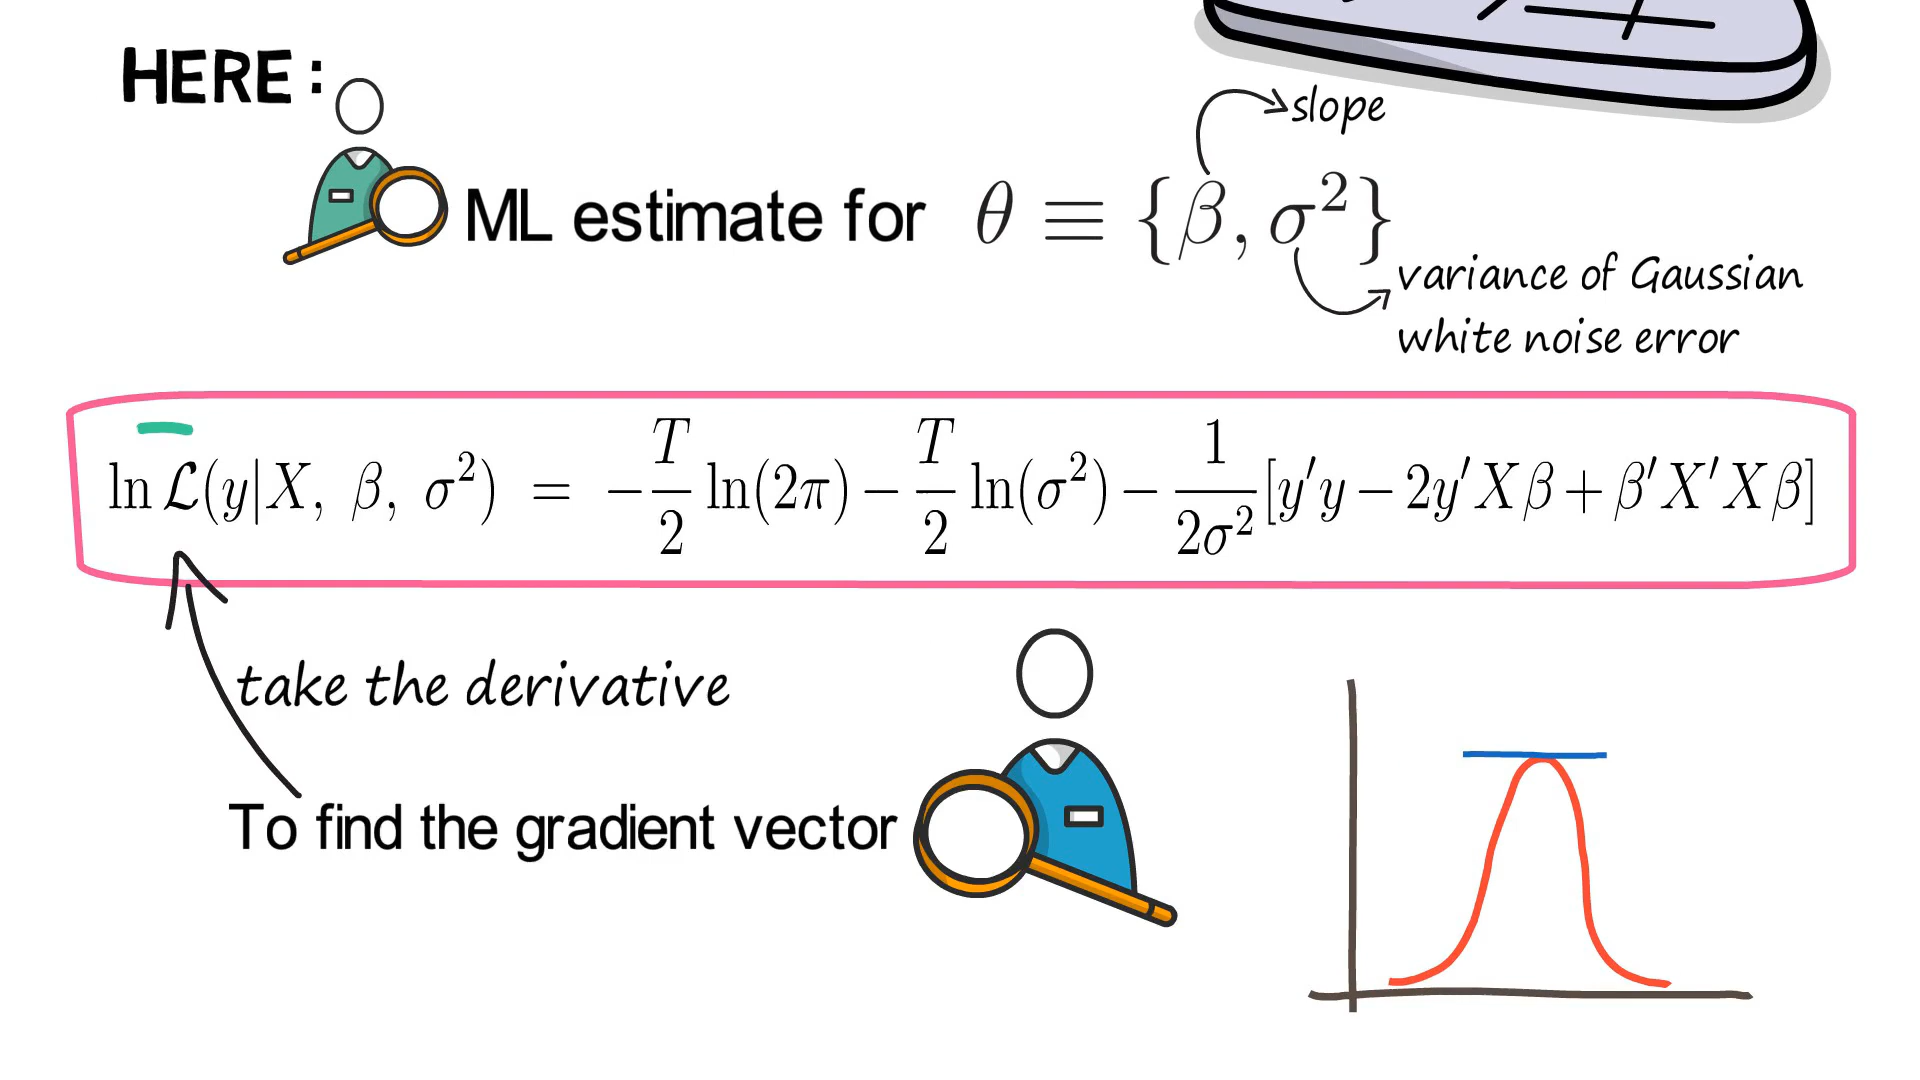 HERE:
slope
ML estimate for θ ≡ {β, σ²}
variance of Gaussian
white noise error
ln ℒ(y|X, β, σ²) = −T/2 ln(2π) − T/2 ln(σ²) − 1/2σ² [y′y − 2y′Xβ + β′X′Xβ]
take the derivative
To find the gradient vector